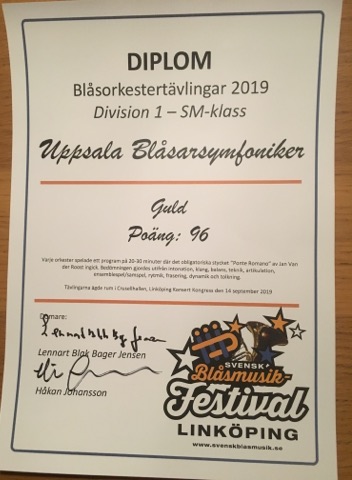 DIPLOM
Blåsorkestertävlingar 2019
Division 1 – SM-klass
Uppsala Blåsarsymfoniker
Guld
Poäng: 96
Varje orkester spelade ett program på 20-30 minuter där det obligatoriska stycket "Ponte Romano" av Jan Van
der Roost ingick. Bedömningen gjordes utifrån intonation, klang, balans, teknik, artikulation,
ensemblespel/samspel, rytmik, frasering, dynamik och tolkning.
Tävlingarna ägde rum i Crusellhallen, Linköping Konsert Kongress den 14 september 2019
Domare:
Lennart Blak Bager Jensen
Håkan Johansson
SVENSK
Blåsmusik-
Festival
LINKÖPING
www.svenskblasmusik.se